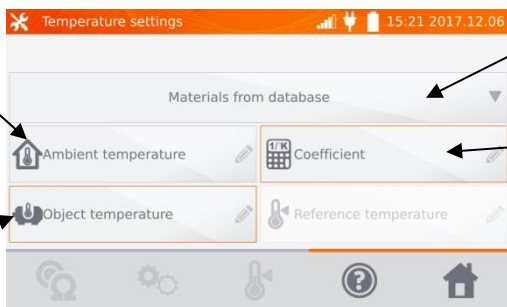 Temperature settings 15:21 2017.12.06
Materials from database
Ambient temperature
1/°K Coefficient
Object temperature
Reference temperature